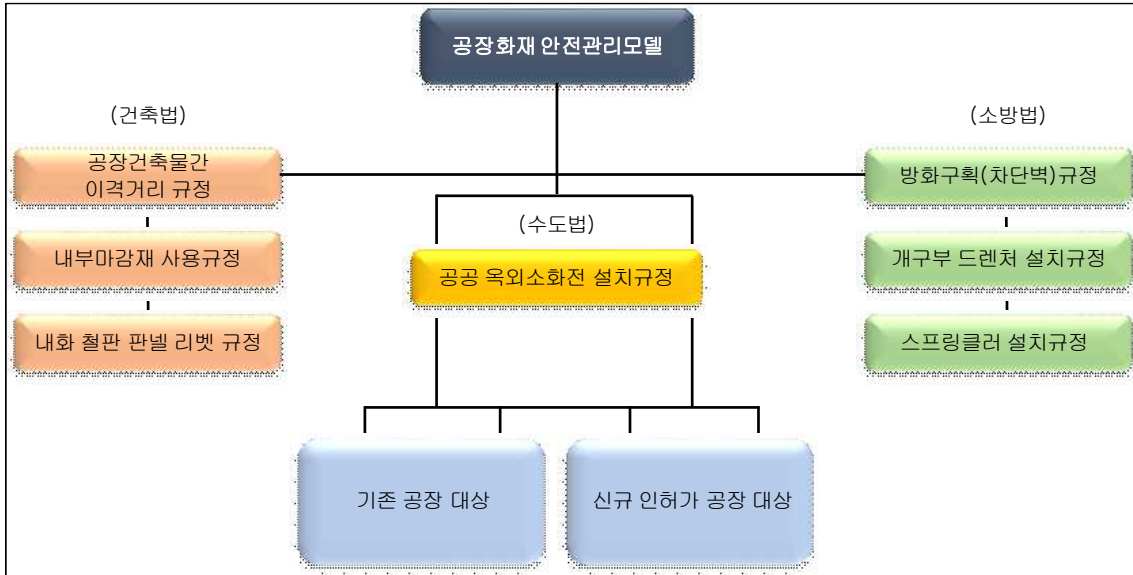 공장화재 안전관리모델
(건축법)
(소방법)
공장건축물간
이격거리 규정
방화구획(차단벽)규정
(수도법)
내부마감재 사용규정
공공 옥외소화전 설치규정
개구부 드렌처 설치규정
내화 철판 판넬 리벳 규정
스프링클러 설치규정
기존 공장 대상
신규 인허가 공장 대상